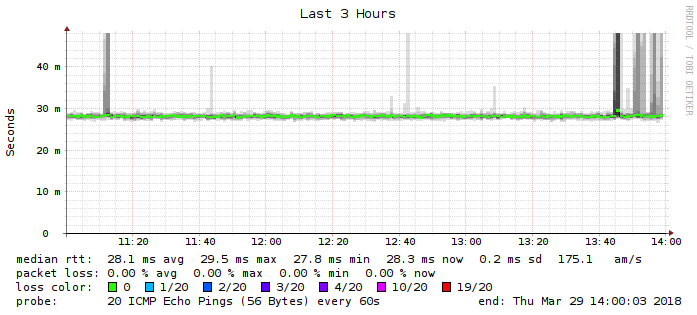 Last 3 Hours
RRDTOOL / TOBI OETIKER
Seconds
40 m
30 m
20 m
10 m
0
11:20 11:40 12:00 12:20 12:40 13:00 13:20 13:40 14:00
median rtt: 28.1 ms avg 29.5 ms max 27.8 ms min 28.3 ms now 0.2 ms sd 175.1 am/s
packet loss: 0.00 % avg 0.00 % max 0.00 % min 0.00 % now
loss color: 0 1/20 2/20 3/20 4/20 10/20 19/20
probe: 20 ICMP Echo Pings (56 Bytes) every 60s end: Thu Mar 29 14:00:03 2018